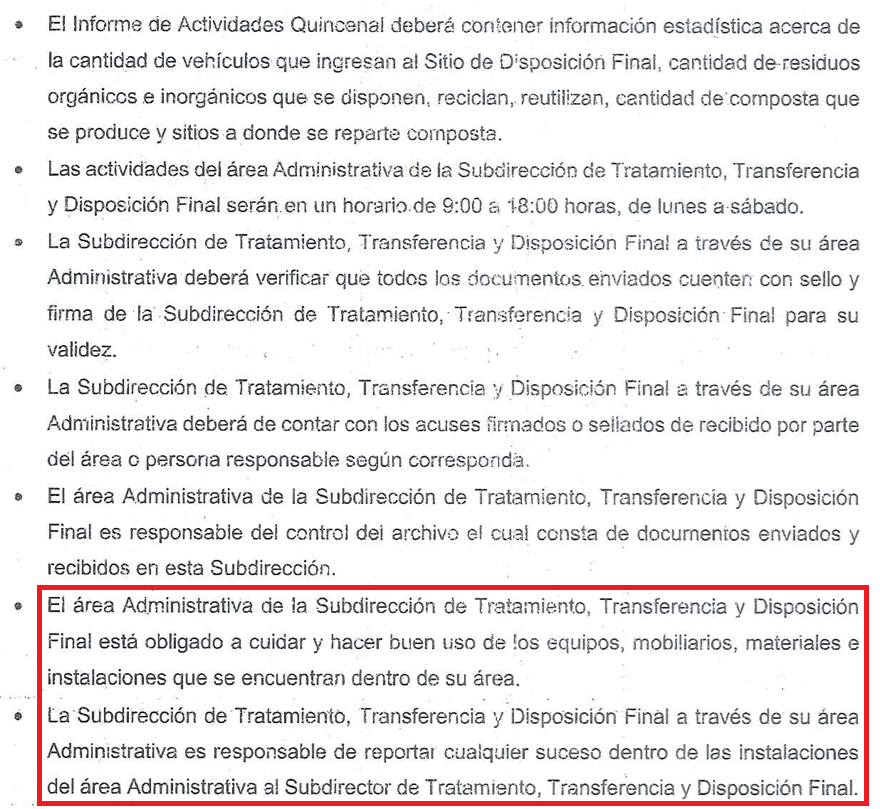 • El Informe de Actividades Quincenal deberá contener información estadística acerca de
la cantidad de vehículos que ingresan al Sitio de Disposición Final, cantidad de residuos
orgánicos e inorgánicos que se disponen, reciclan, reutilizan, cantidad de composta que
se produce y sitios a donde se reparte composta.
• Las actividades del área Administrativa de la Subdirección de Tratamiento, Transferencia
y Disposición Final serán en un horario de 9:00 a 18:00 horas, de lunes a sábado.
• La Subdirección de Tratamiento, Transferencia y Disposición Final a través de su área
Administrativa deberá verificar que todos los documentos enviados cuenten con sello y
firma de la Subdirección de Tratamiento, Transferencia y Disposición Final para su
validez.
• La Subdirección de Tratamiento, Transferencia y Disposición Final a través de su área
Administrativa deberá de contar con los acuses firmados o sellados de recibido por parte
del área o persona responsable según corresponda.
• El área Administrativa de la Subdirección de Tratamiento, Transferencia y Disposición
Final es responsable del control del archivo el cual consta de documentos enviados y
recibidos en esta Subdirección.
• El área Administrativa de la Subdirección de Tratamiento, Transferencia y Disposición
Final está obligado a cuidar y hacer buen uso de los equipos, mobiliarios, materiales e
instalaciones que se encuentran dentro de su área.
• La Subdirección de Tratamiento, Transferencia y Disposición Final a través de su área
Administrativa es responsable de reportar cualquier suceso dentro de las instalaciones
del área Administrativa al Subdirector de Tratamiento, Transferencia y Disposición Final.